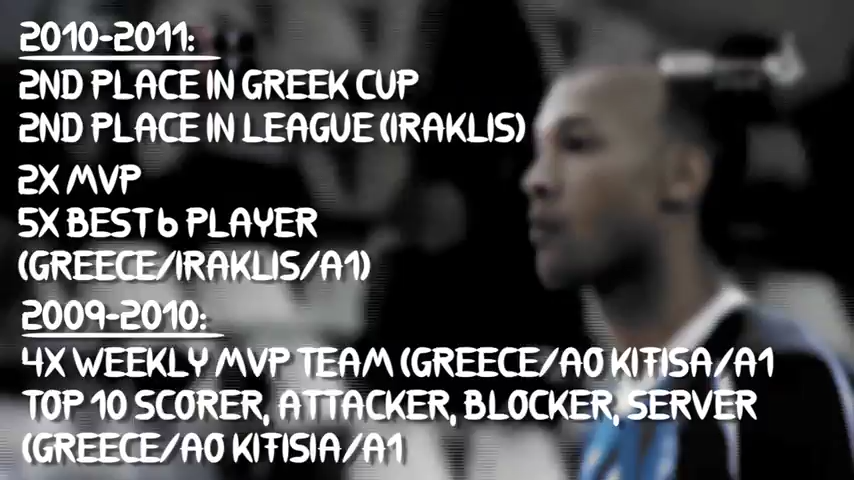 2010-2011:
2ND PLACE IN GREEK CUP
2ND PLACE IN LEAGUE (IRAKLIS)
2X MVP
5X BEST 6 PLAYER
(GREECE/IRAKLIS/A1)
2009-2010:
4X WEEKLY MVP TEAM (GREECE/AO KIFISA/A1
TOP 10 SCORER, ATTACKER, BLOCKER, SERVER
(GREECE/AO KIFISIA/A1